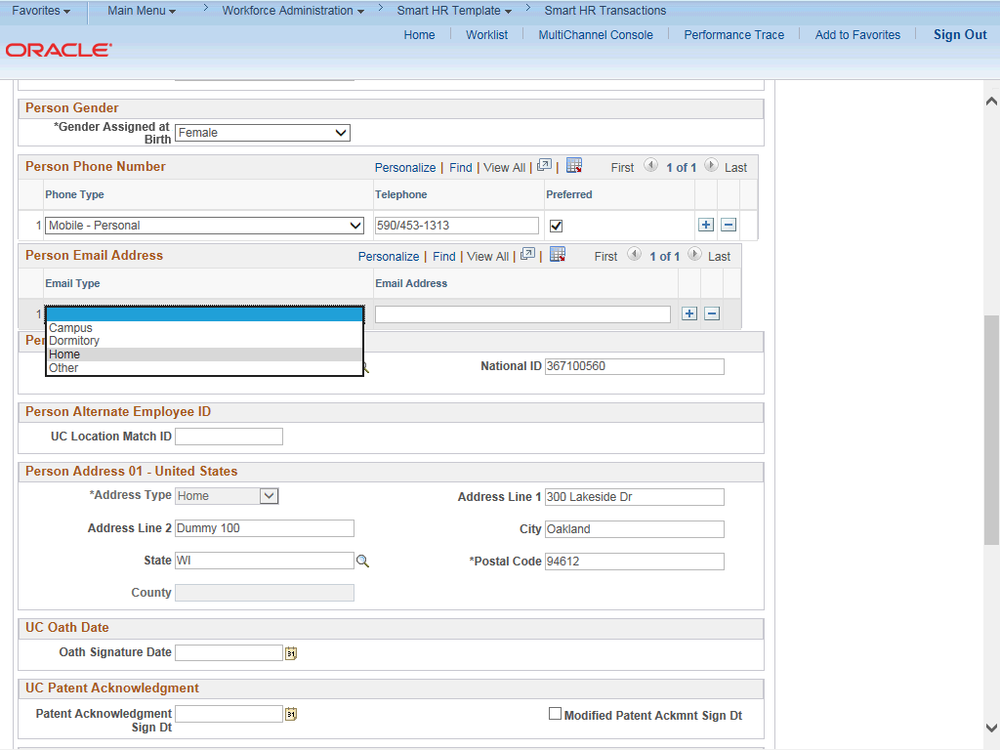 Favorites Main Menu > Workforce Administration > Smart HR Template > Smart HR Transactions
Home Worklist MultiChannel Console Performance Trace Add to Favorites Sign Out
ORACLE
Person Gender
*Gender Assigned at Birth Female
Person Phone Number Personalize | Find | View All | | First 1 of 1 Last
Phone Type Telephone Preferred
1 Mobile - Personal 590/453-1313
Person Email Address Personalize | Find | View All | | First 1 of 1 Last
Email Type Email Address
1
Campus
Dormitory
Home
Other
National ID 367100560
Person Alternate Employee ID
UC Location Match ID
Person Address 01 - United States
*Address Type Home Address Line 1 300 Lakeside Dr
Address Line 2 Dummy 100 City Oakland
State WI *Postal Code 94612
County
UC Oath Date
Oath Signature Date 31
UC Patent Acknowledgment
Patent Acknowledgment Sign Dt 31 Modified Patent Ackmnt Sign Dt